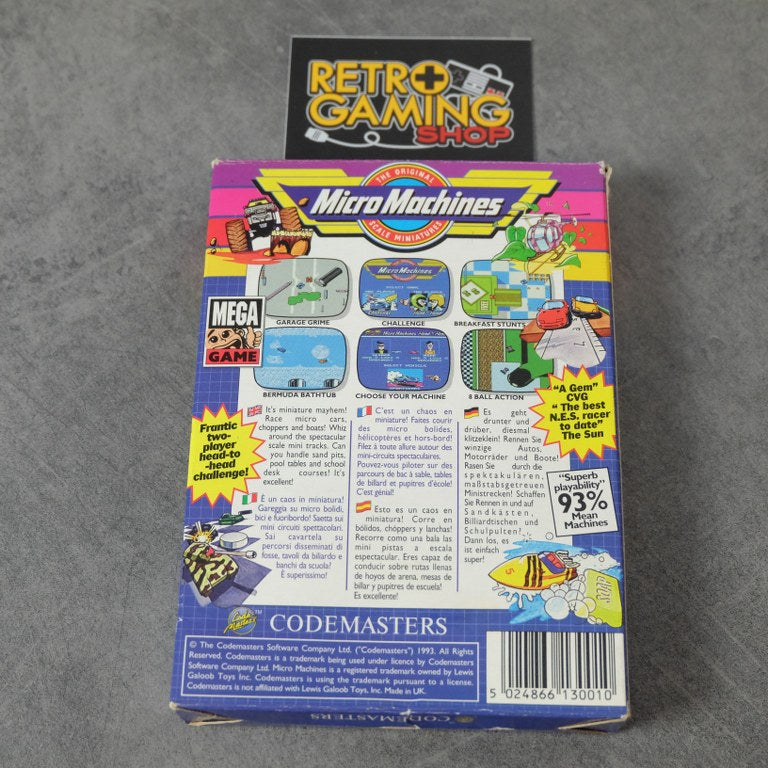 RETRO
GAMING
SHOP
THE ORIGINAL
Micro Machines
SCALE MINIATURES
GARAGE GRIME
Micro Machines
CHALLENGE
BREAKFAST STUNTS
MEGA
GAME
BERMUDA BATHTUB
CHOOSE YOUR MACHINE
8 BALL ACTION
Frantic
two-
player
head-to
-head
challenge!
It's miniature mayhem!
Race micro cars,
choppers and boats! Whiz
around the spectacular
scale mini tracks. Can
you handle sand pits,
pool tables and school
desk courses! It's
excellent!
È un caos in miniatura!
Gareggia su micro bolidi,
bici e fuoribordo! Saetta sui
mini circuiti spettacolari.
Sai cavartela su
percorsi disseminati di
fosse, tavoli da biliardo e
banchi da scuola?
È superissimo!
C'est un chaos en
miniature! Faites courir
des micro bolides,
hélicoptères et hors-bord!
Filez à toute allure autour des
mini-circuits spectaculaires.
Pouvez-vous piloter sur des
parcours de bac à sable, tables
de billard et pupitres d'école!
C'est génial!
Esto es un caos en
miniatura! Corre en
bólidos, chóppers y lanchas!
Recorre como una bala las
mini pistas a escala
espectacular. Eres capaz de
conducir sobre rutas llenas
de hoyos de arena, mesas de
billar y pupitres de escuela!
Es excelente!
Es geht
drunter und
drüber, diesmal
klitzeklein! Rennen Sie
winzige Autos,
Motorräder und Boote!
Rasen Sie durch die
spektakulären,
maßstabsgetreuen
Ministrecken! Schaffen
Sie Rennen in und auf
Sandkästen,
Billiardtischen und
Schulpulten?
Dann los, es
ist einfach
super!
"A Gem"
CVG
"The best
N.E.S. racer
to date"
The Sun
"Superb
playability"
93%
Mean
Machines
5
Code
Masters
TM
CODEMASTERS
© The Codemasters Software Company Ltd. ("Codemasters") 1993. All Rights
Reserved. Codemasters is a trademark being used under licence by Codemasters
Software Company Ltd. Micro Machines is a registered trademark owned by Lewis
Galoob Toys Inc. Codemasters is using the trademark pursuant to a license.
Codemasters is not affiliated with Lewis Galoob Toys, Inc. Made in UK.
5 024866 130010
CODEMASTERS